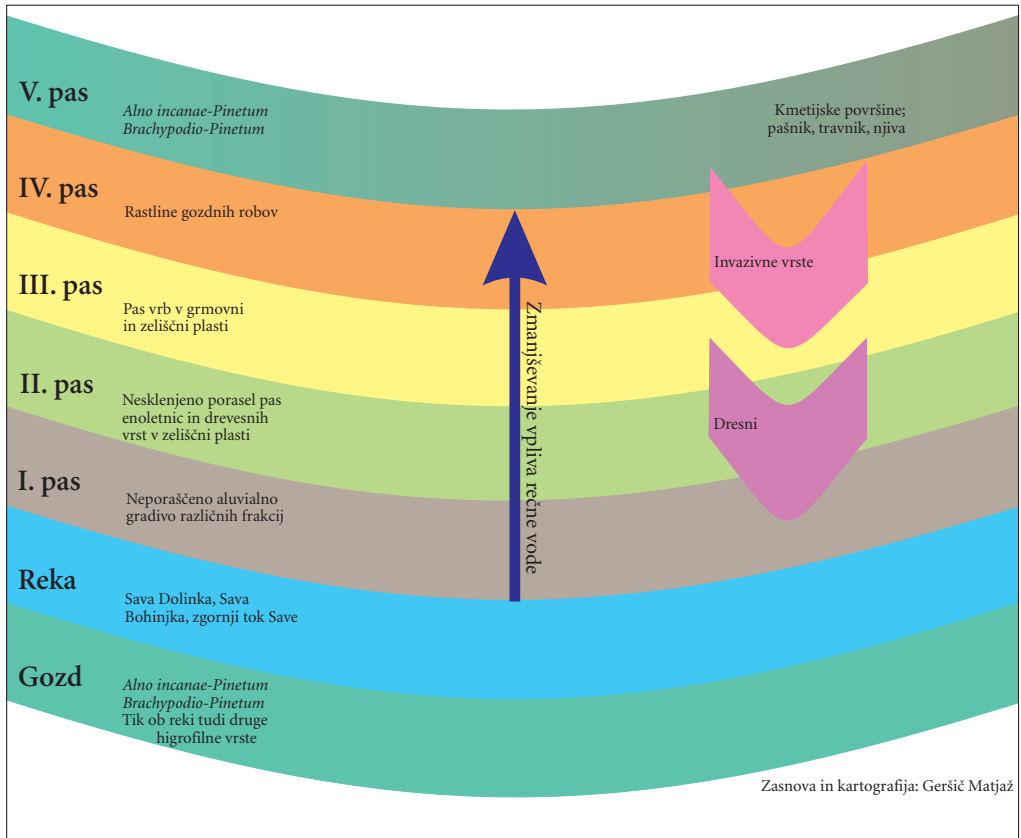 V. pas
Alno incanae-Pinetum
Brachypodio-Pinetum
Kmetijske površine;
pašnik, travnik, njiva
IV. pas
Rastline gozdnih robov
Invazivne vrste
III. pas
Pas vrb v grmovni
in zeliščni plasti
Zmanjševanje vpliva rečne vode
II. pas
Nesklenjeno porasel pas
enoletnic in drevesnih
vrst v zeliščni plasti
Dresni
I. pas
Neporaščeno aluvialno
gradivo različnih frakcij
Reka
Sava Dolinka, Sava
Bohinjka, zgornji tok Save
Gozd
Alno incanae-Pinetum
Brachypodio-Pinetum
Tik ob reki tudi druge
higrofilne vrste
Zasnova in kartografija: Geršič Matjaž